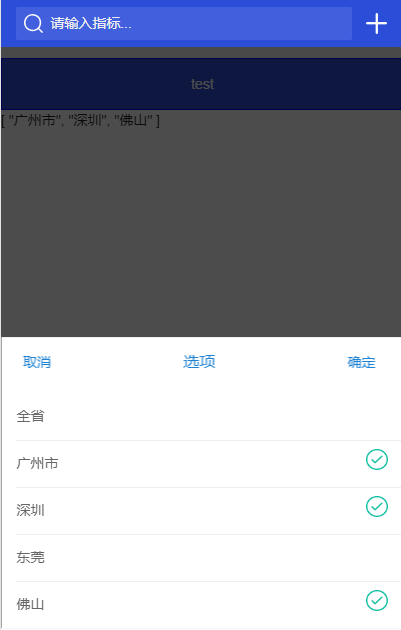 请输入指标...
test
[ "广州市", "深圳", "佛山" ]
取消 选项 确定
全省
广州市
深圳
东莞
佛山